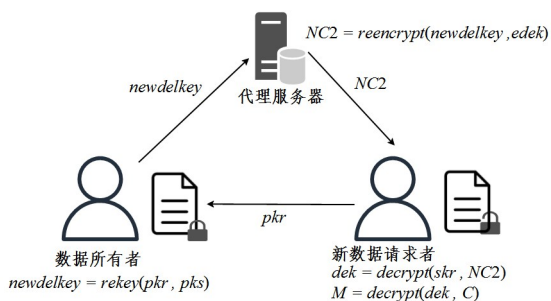 NC2 = reencrypt(newdelkey ,edek)
newdelkey
NC2
代理服务器
pkr
数据所有者
newdelkey = rekey(pkr , pks)
新数据请求者
dek = decrypt(skr , NC2)
M = decrypt(dek , C)